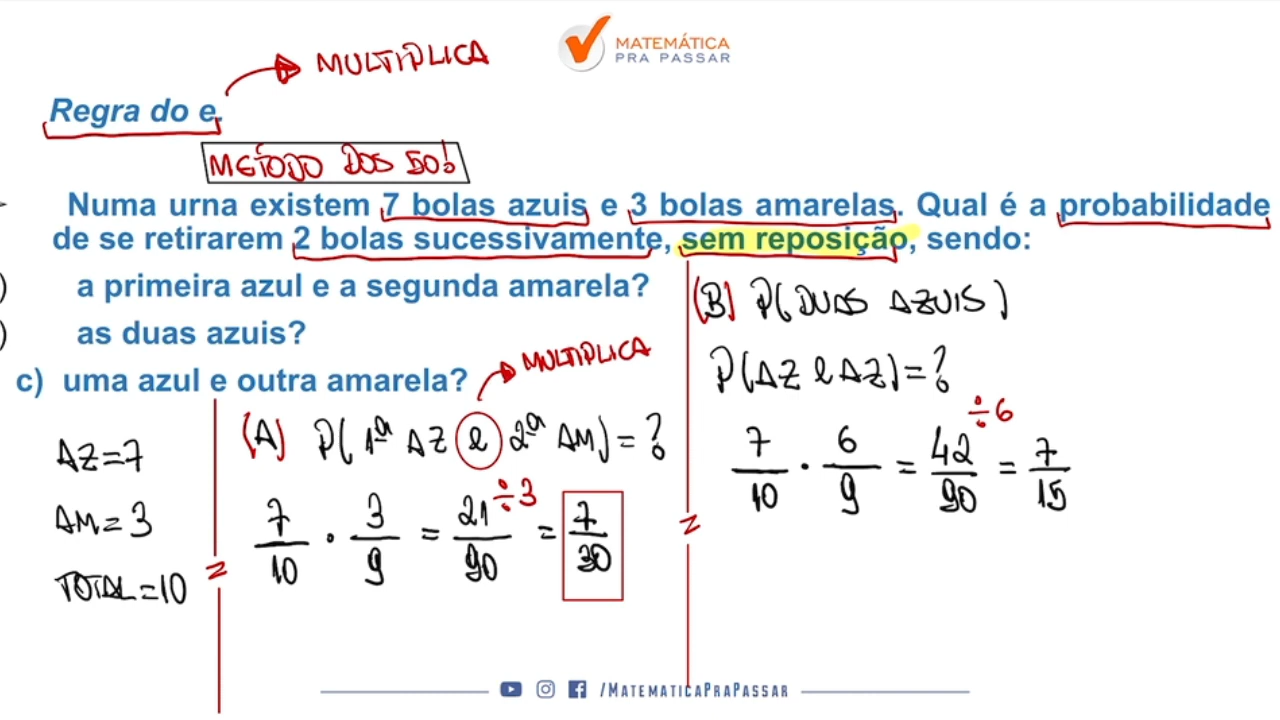 MATEMÁTICA
PRA PASSAR
MULTIPLICA
Regra do e.
MÉTODO DOS 50!
Numa urna existem 7 bolas azuis e 3 bolas amarelas. Qual é a probabilidade
de se retirarem 2 bolas sucessivamente, sem reposição, sendo:
) a primeira azul e a segunda amarela?
) as duas azuis?
c) uma azul e outra amarela?
MULTIPLICA
AZ=7
AM=3
TOTAL=10
(A) P(1ª AZ e 2ª AM)=?
7/10 · 3/9 = 21/90 ÷3 = 7/30
(B) P(DUAS AZUIS)
P(AZ e AZ)=?
7/10 · 6/9 = 42/90 ÷6 = 7/15
/MatematicaPraPassar